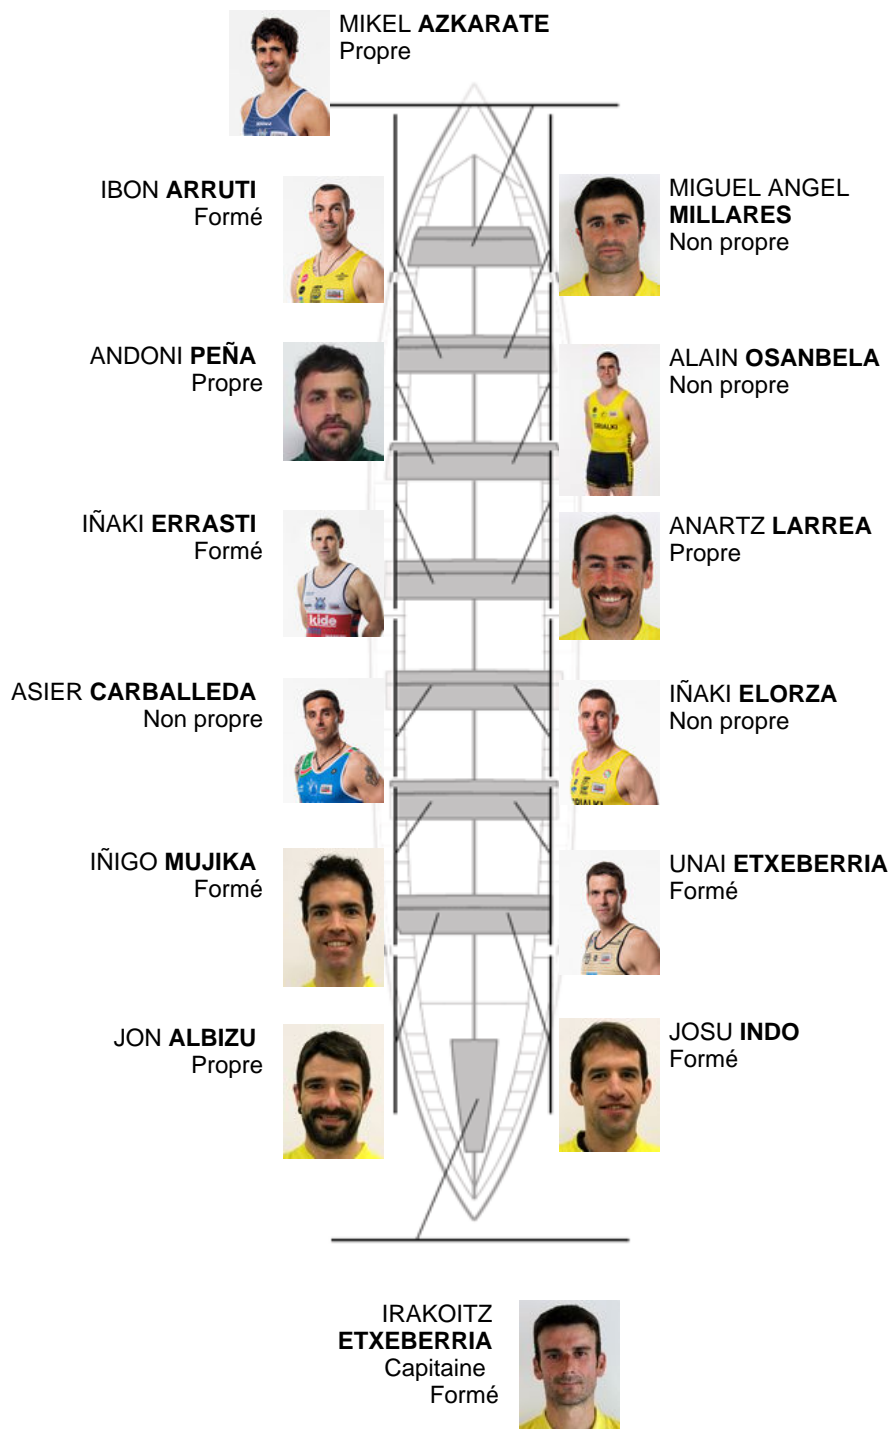 MIKEL AZKARATE
Propre
IBON ARRUTI
Formé
MIGUEL ANGEL
MILLARES
Non propre
ANDONI PEÑA
Propre
ALAIN OSANBELA
Non propre
IÑAKI ERRASTI
Formé
kide
ANARTZ LARREA
Propre
ASIER CARBALLEDA
Non propre
IÑAKI ELORZA
Non propre
IÑIGO MUJIKA
Formé
UNAI ETXEBERRIA
Formé
JON ALBIZU
Propre
JOSU INDO
Formé
IRAKOITZ
ETXEBERRIA
Capitaine
Formé